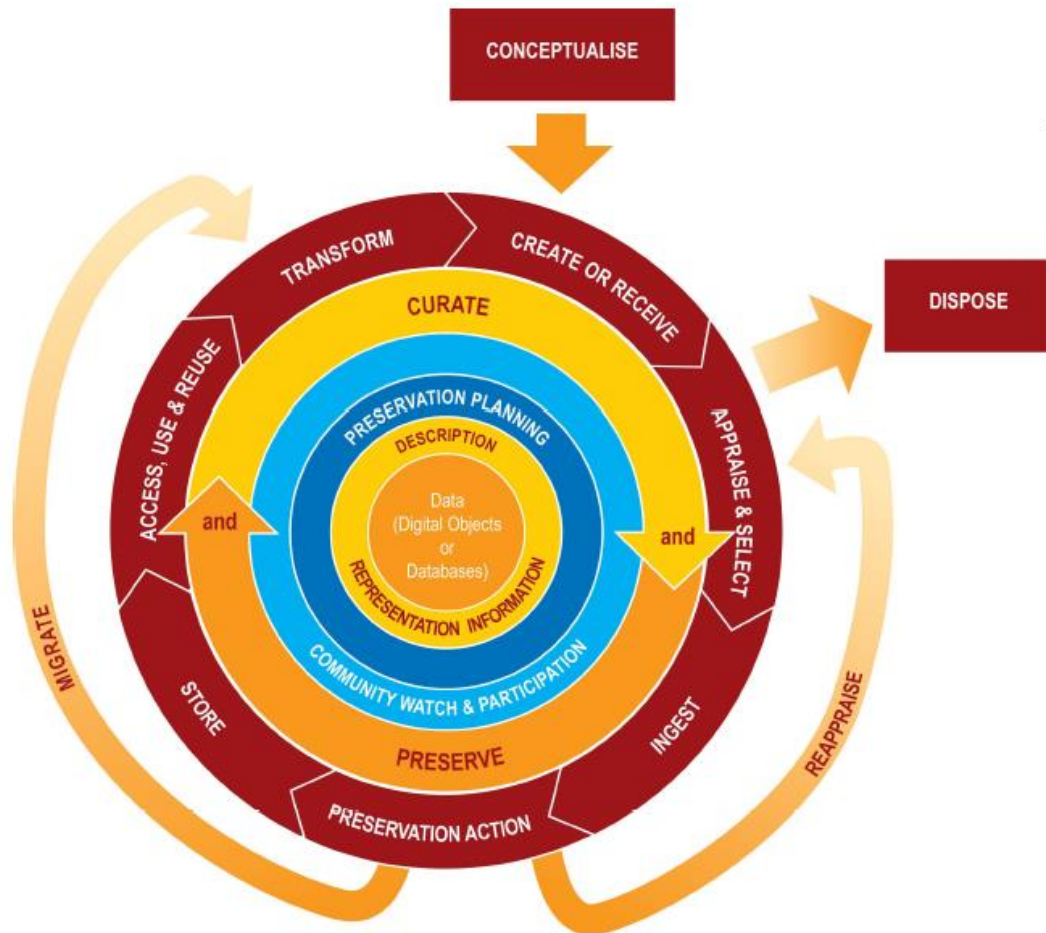 CONCEPTUALISE
DISPOSE
TRANSFORM
CREATE OR RECEIVE
APPRAISE & SELECT
INGEST
PRESERVATION ACTION
STORE
ACCESS, USE & REUSE
CURATE
and
PRESERVE
and
COMMUNITY WATCH & PARTICIPATION
PRESERVATION PLANNING
DESCRIPTION
REPRESENTATION INFORMATION
Data
(Digital Objects
or
Databases)
MIGRATE
REAPPRAISE